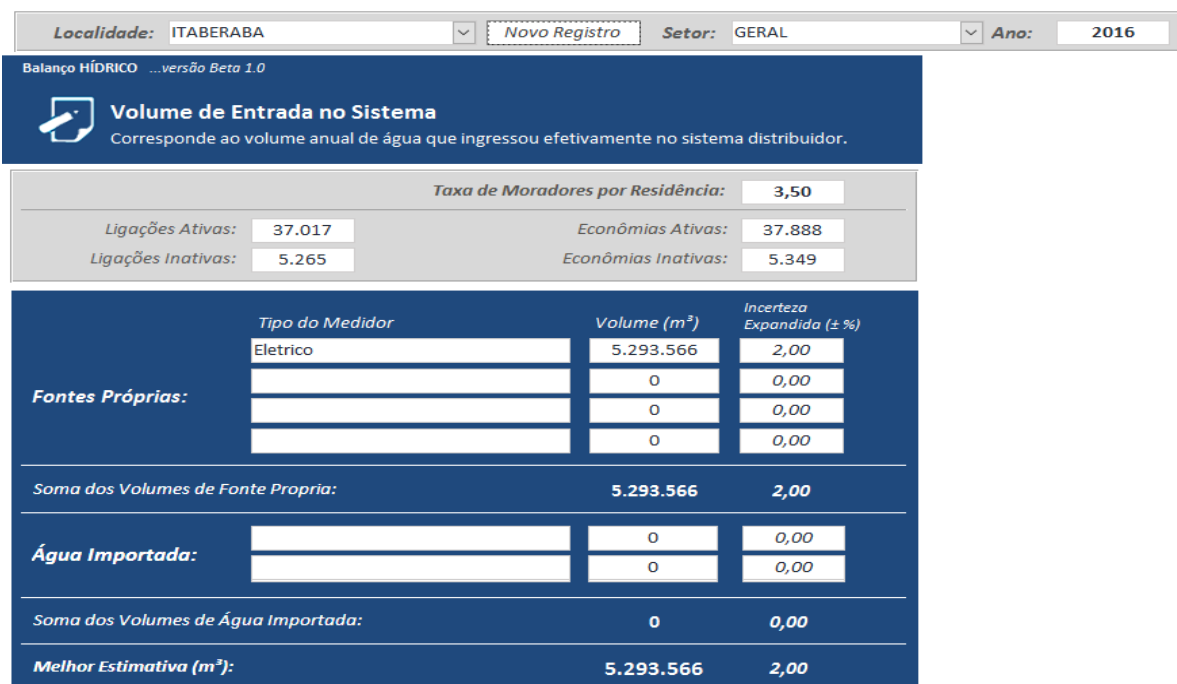 Localidade: ITABERABA Novo Registro Setor: GERAL Ano: 2016
Balanço HÍDRICO ...versão Beta 1.0
Volume de Entrada no Sistema
Corresponde ao volume anual de água que ingressou efetivamente no sistema distribuidor.
Taxa de Moradores por Residência: 3,50
Ligações Ativas: 37.017 Econômias Ativas: 37.888
Ligações Inativas: 5.265 Econômias Inativas: 5.349
Tipo do Medidor Volume (m³) Incerteza Expandida (± %)
Eletrico 5.293.566 2,00
0 0,00
Fontes Próprias:
0 0,00
0 0,00
Soma dos Volumes de Fonte Propria: 5.293.566 2,00
0 0,00
Água Importada:
0 0,00
Soma dos Volumes de Água Importada: 0 0,00
Melhor Estimativa (m³): 5.293.566 2,00